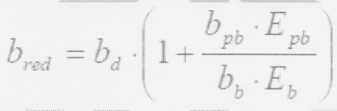 b_red = b_d · (1 + (b_pb · E_pb) / (b_b · E_b))